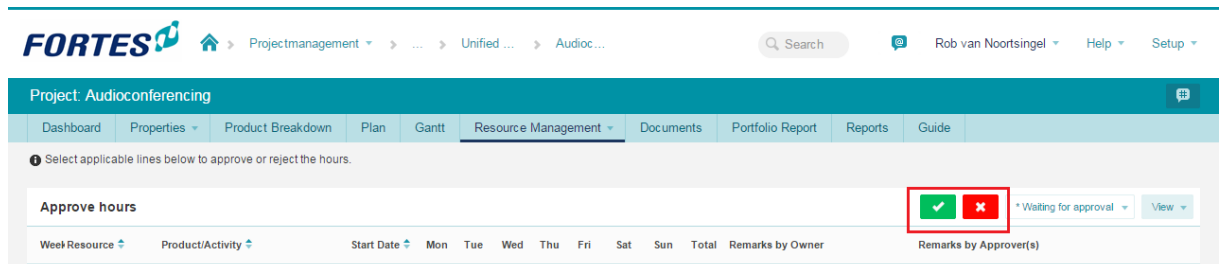 FORTES Projectmanagement ... Unified ... Audioc... Search Rob van Noortsingel Help Setup
Project: Audioconferencing
Dashboard Properties Product Breakdown Plan Gantt Resource Management Documents Portfolio Report Reports Guide
Select applicable lines below to approve or reject the hours.
Approve hours * Waiting for approval View
Week Resource Product/Activity Start Date Mon Tue Wed Thu Fri Sat Sun Total Remarks by Owner Remarks by Approver(s)